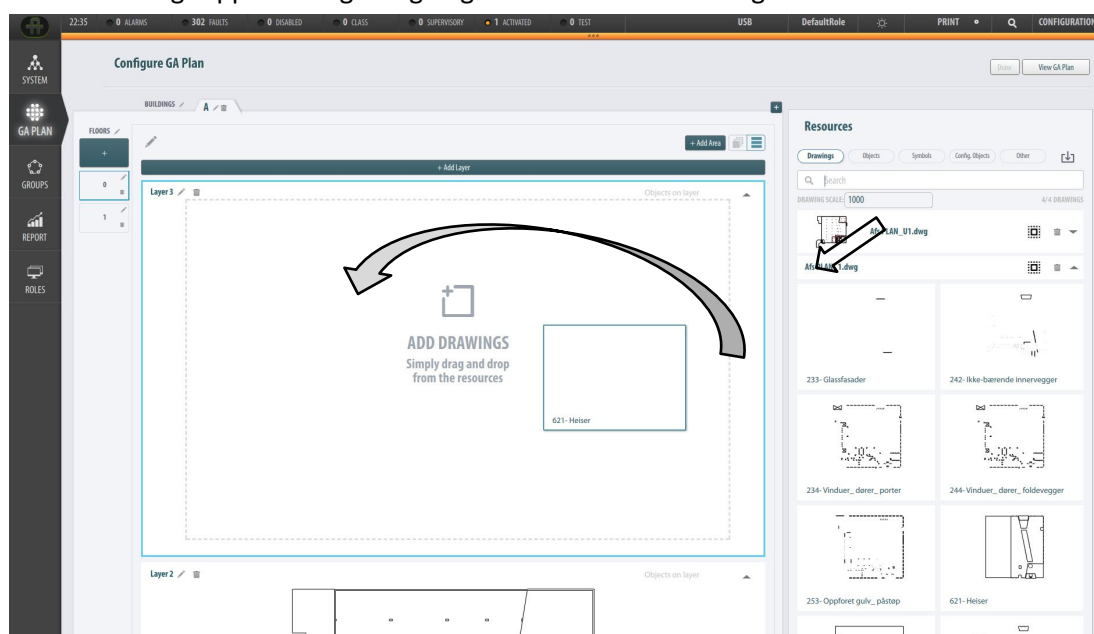 22:35 0 ALARMS 302 FAULTS 0 DISABLED 0 CLASS 0 SUPERVISORY 1 ACTIVATED 0 TEST USB DefaultRole PRINT CONFIGURATION
SYSTEM
GA PLAN
GROUPS
REPORT
ROLES
Configure GA Plan
Done View GA Plan
BUILDINGS A
FLOORS
+
0
1
+ Add Area
+ Add Layer
Layer 3 Objects on layer
ADD DRAWINGS
Simply drag and drop
from the resources
621- Heiser
Layer 2 Objects on layer
Resources
Drawings Objects Symbols Config. Objects Other
Search
DRAWING SCALE: 1000 4/4 DRAWINGS
233- Glassfasader 242- Ikke-bærende innervegger
234- Vinduer_ dører_ porter 244- Vinduer_ dører_ foldevegger
253- Oppforet gulv_ påstøp 621- Heiser